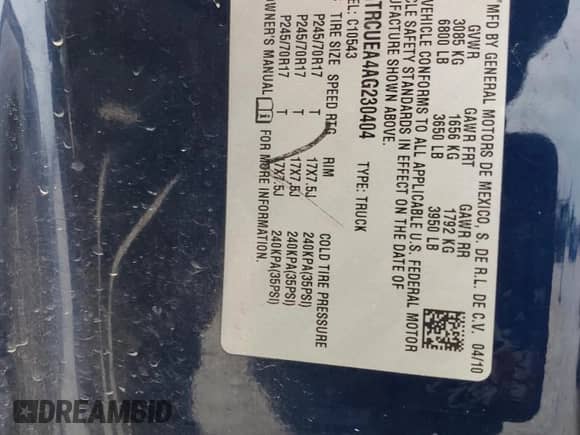 MFD BY GENERAL MOTORS DE MEXICO, S. DE R.L. DE C.V. 04/10
GVWR GAWR FRT GAWR RR
3085 KG 1656 KG 1792 KG
6800 LB 3650 LB 3950 LB
VEHICLE CONFORMS TO ALL APPLICABLE U.S. FEDERAL MOTOR
CLE SAFETY STANDARDS IN EFFECT ON THE DATE OF
UFACTURE SHOWN ABOVE.
TRCUEA4AG230404 TYPE: TRUCK
EL: C10543
TIRE SIZE SPEED RTG RIM COLD TIRE PRESSURE
P245/70R17 T 17X7.5J 240KPA(35PSI)
P245/70R17 T 17X7.5J 240KPA(35PSI)
P245/70R17 T 17X7.5J 240KPA(35PSI)
OWNER'S MANUAL FOR MORE INFORMATION.
DREAMBID